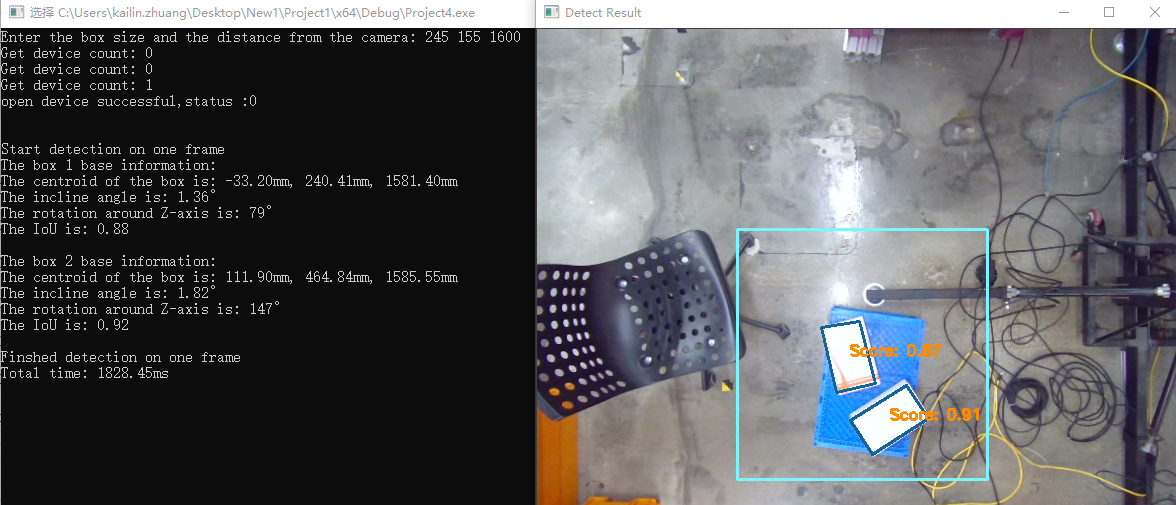 选择 C:\Users\kailin.zhuang\Desktop\New1\Project1\x64\Debug\Project4.exe
Enter the box size and the distance from the camera: 245 155 1600
Get device count: 0
Get device count: 0
Get device count: 1
open device successful,status :0
Start detection on one frame
The box 1 base information:
The centroid of the box is: -33.20mm, 240.41mm, 1581.40mm
The incline angle is: 1.36°
The rotation around Z-axis is: 79°
The IoU is: 0.88
The box 2 base information:
The centroid of the box is: 111.90mm, 464.84mm, 1585.55mm
The incline angle is: 1.82°
The rotation around Z-axis is: 147°
The IoU is: 0.92
Finshed detection on one frame
Total time: 1828.45ms
Detect Result
Score: 0.87
Score: 0.91